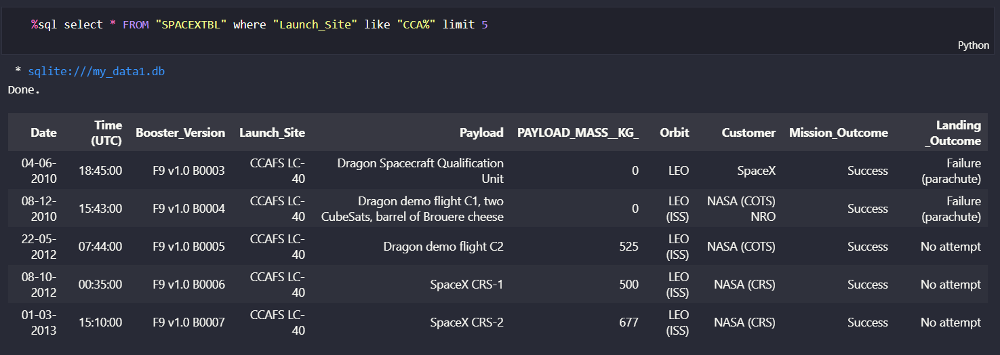 %sql select * FROM "SPACEXTBL" where "Launch_Site" like "CCA%" limit 5
Python
* sqlite:///my_data1.db
Done.
Date Time (UTC) Booster_Version Launch_Site Payload PAYLOAD_MASS__KG_ Orbit Customer Mission_Outcome Landing _Outcome
04-06-2010 18:45:00 F9 v1.0 B0003 CCAFS LC-40 Dragon Spacecraft Qualification Unit 0 LEO SpaceX Success Failure (parachute)
08-12-2010 15:43:00 F9 v1.0 B0004 CCAFS LC-40 Dragon demo flight C1, two CubeSats, barrel of Brouere cheese 0 LEO (ISS) NASA (COTS) NRO Success Failure (parachute)
22-05-2012 07:44:00 F9 v1.0 B0005 CCAFS LC-40 Dragon demo flight C2 525 LEO (ISS) NASA (COTS) Success No attempt
08-10-2012 00:35:00 F9 v1.0 B0006 CCAFS LC-40 SpaceX CRS-1 500 LEO (ISS) NASA (CRS) Success No attempt
01-03-2013 15:10:00 F9 v1.0 B0007 CCAFS LC-40 SpaceX CRS-2 677 LEO (ISS) NASA (CRS) Success No attempt